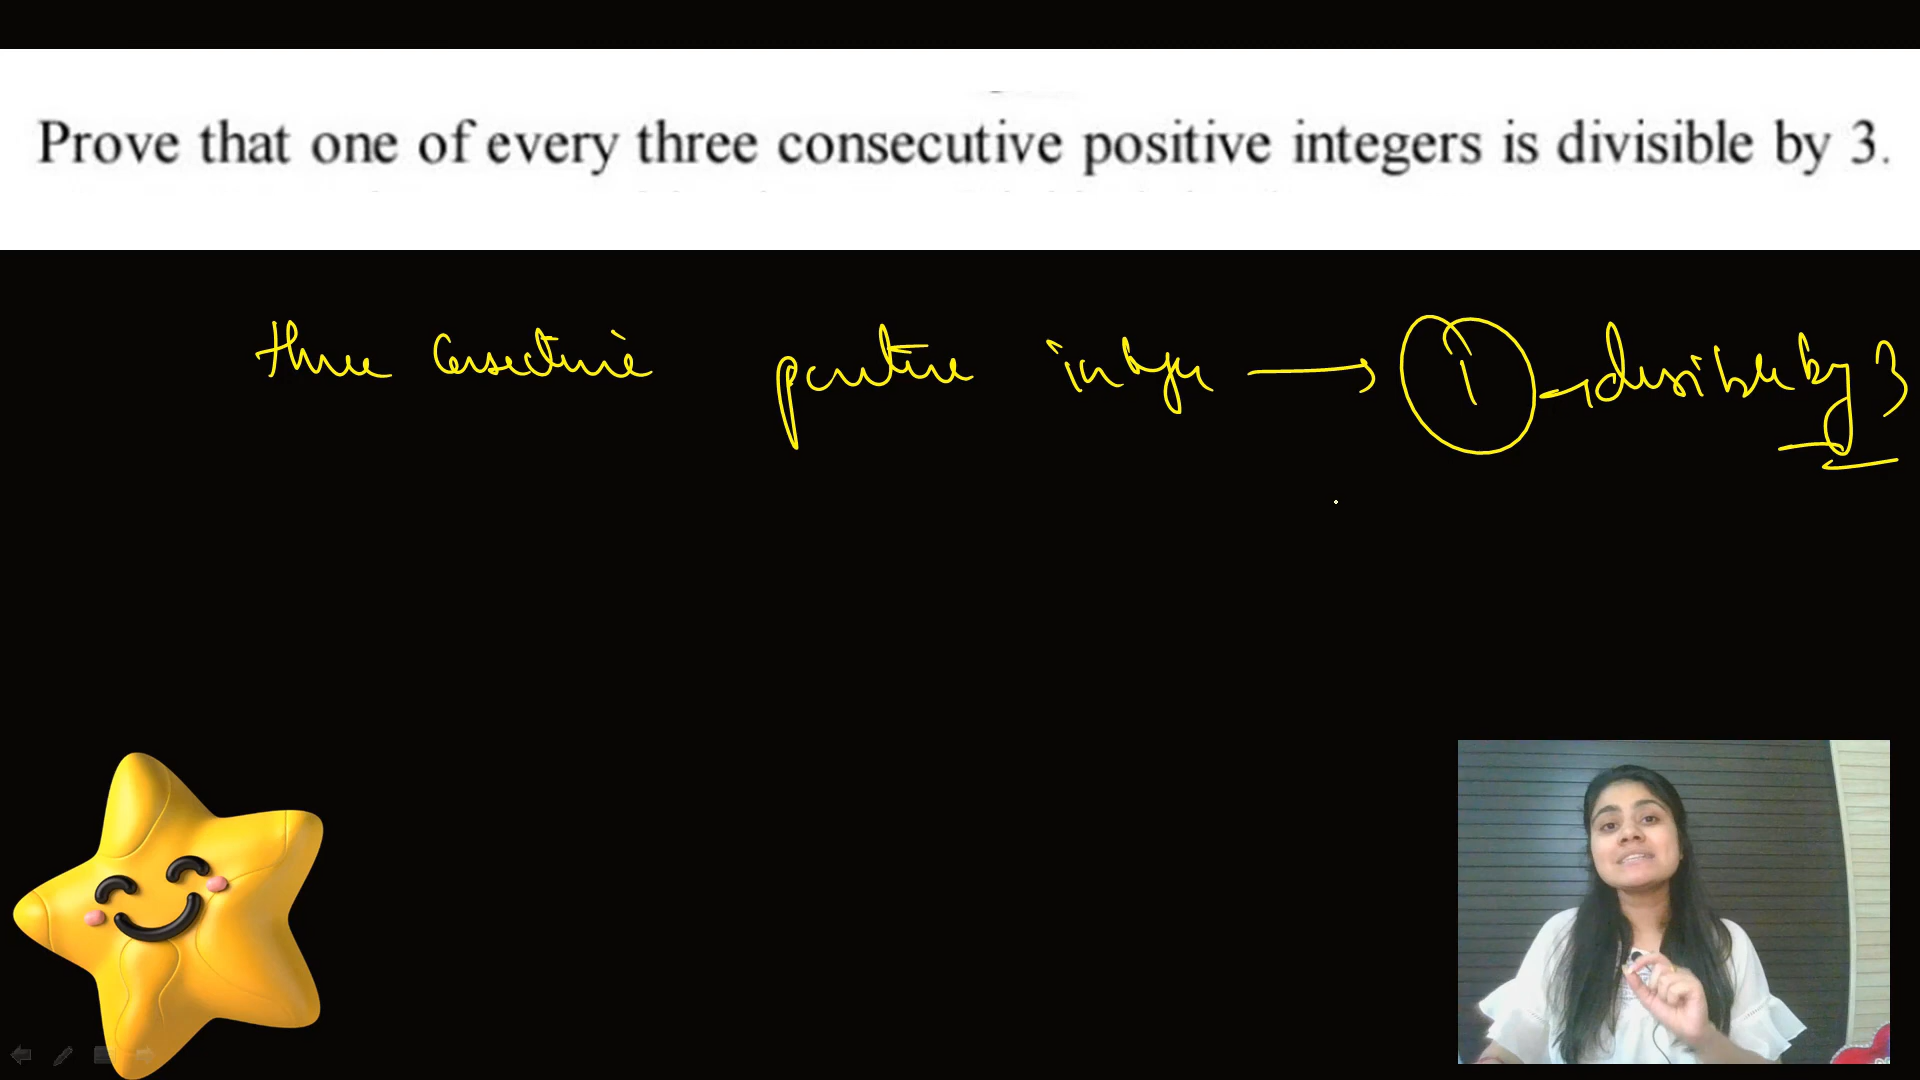 Prove that one of every three consecutive positive integers is divisible by 3.
three consecutive positive integer → 1 → divisible by 3